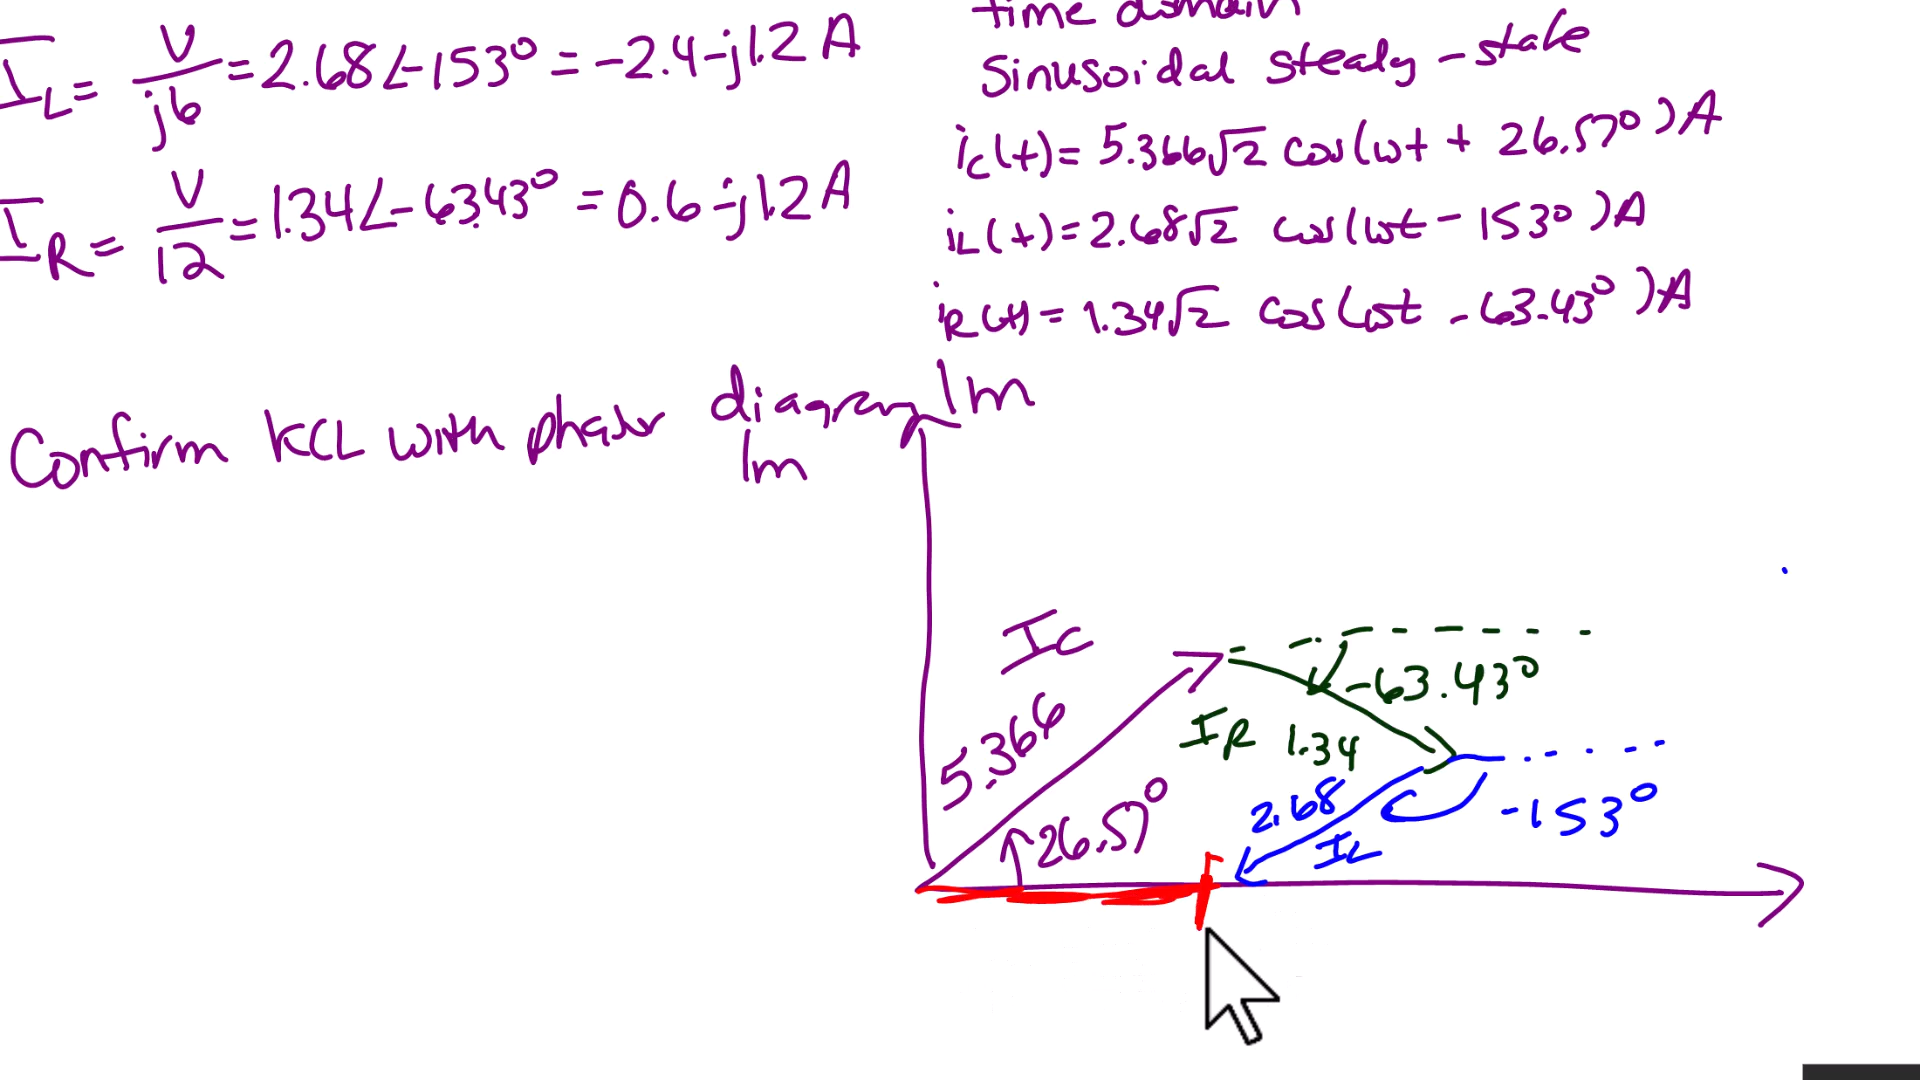 I_L = V/j6 = 2.68∠-153° = -2.4-j1.2 A
I_R = V/12 = 1.34∠-63.43° = 0.6-j1.2 A
time domain
Sinusoidal steady-state
i_C(t) = 5.366√2 cos(ωt + 26.57°)A
i_L(t) = 2.68√2 cos(ωt - 153°)A
i_R(t) = 1.34√2 cos(ωt - 63.43°)A
Confirm KCL with phasor diagram
Im
Im
I_C
5.366
26.57°
-63.43°
I_R 1.34
2.68
I_L
-153°